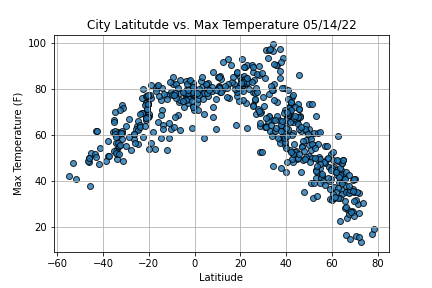 City Latitutde vs. Max Temperature 05/14/22
100
80
60
40
20
Max Temperature (F)
−60 −40 −20 0 20 40 60 80
Latitiude